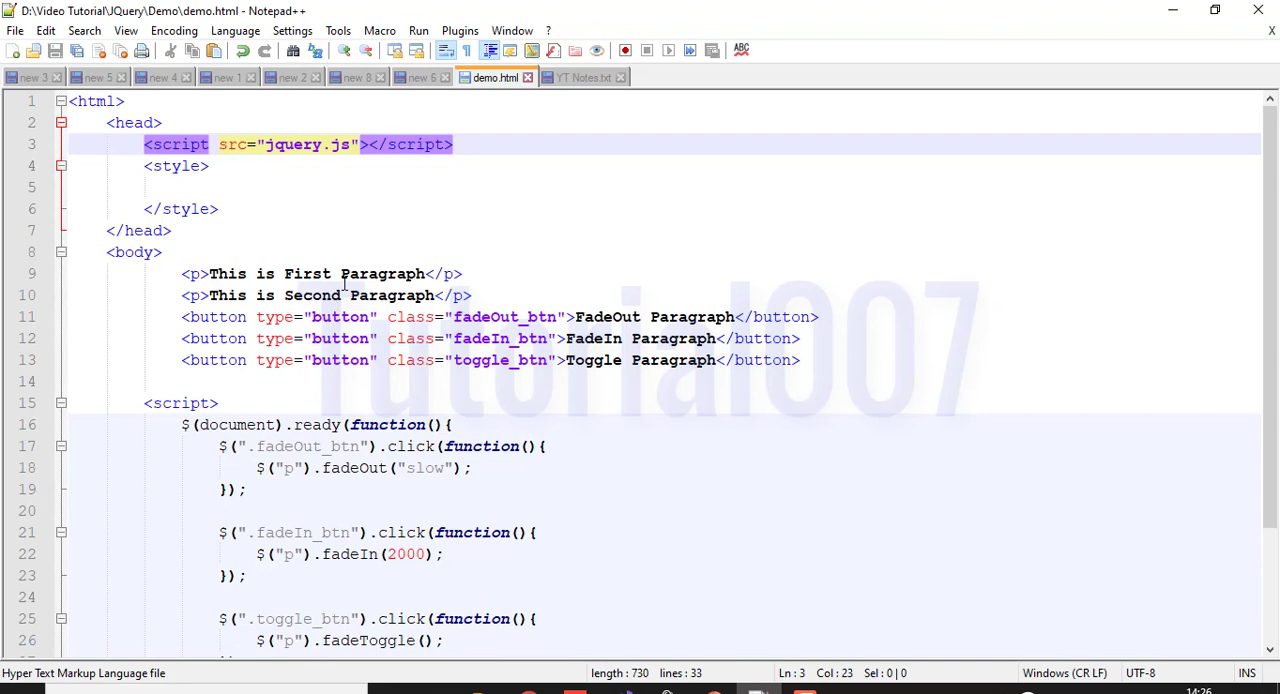 D:\Video Tutorial\JQuery\Demo\demo.html - Notepad++
File Edit Search View Encoding Language Settings Tools Macro Run Plugins Window ? X
new 3 new 5 new 4 new 1 new 2 new 8 new 6 demo.html YT Notes.txt
1 <html>
2 <head>
3 <script src="jquery.js"></script>
4 <style>
5
6 </style>
7 </head>
8 <body>
9 <p>This is First Paragraph</p>
10 <p>This is Second Paragraph</p>
11 <button type="button" class="fadeOut_btn">FadeOut Paragraph</button>
12 <button type="button" class="fadeIn_btn">FadeIn Paragraph</button>
13 <button type="button" class="toggle_btn">Toggle Paragraph</button>
Tutorial007
14
15 <script>
16 $(document).ready(function(){
17 $(".fadeOut_btn").click(function(){
18 $("p").fadeOut("slow");
19 });
20
21 $(".fadeIn_btn").click(function(){
22 $("p").fadeIn(2000);
23 });
24
25 $(".toggle_btn").click(function(){
26 $("p").fadeToggle();
Hyper Text Markup Language file length : 730 lines : 33 Ln : 3 Col : 23 Sel : 0 | 0 Windows (CR LF) UTF-8 INS
14:26